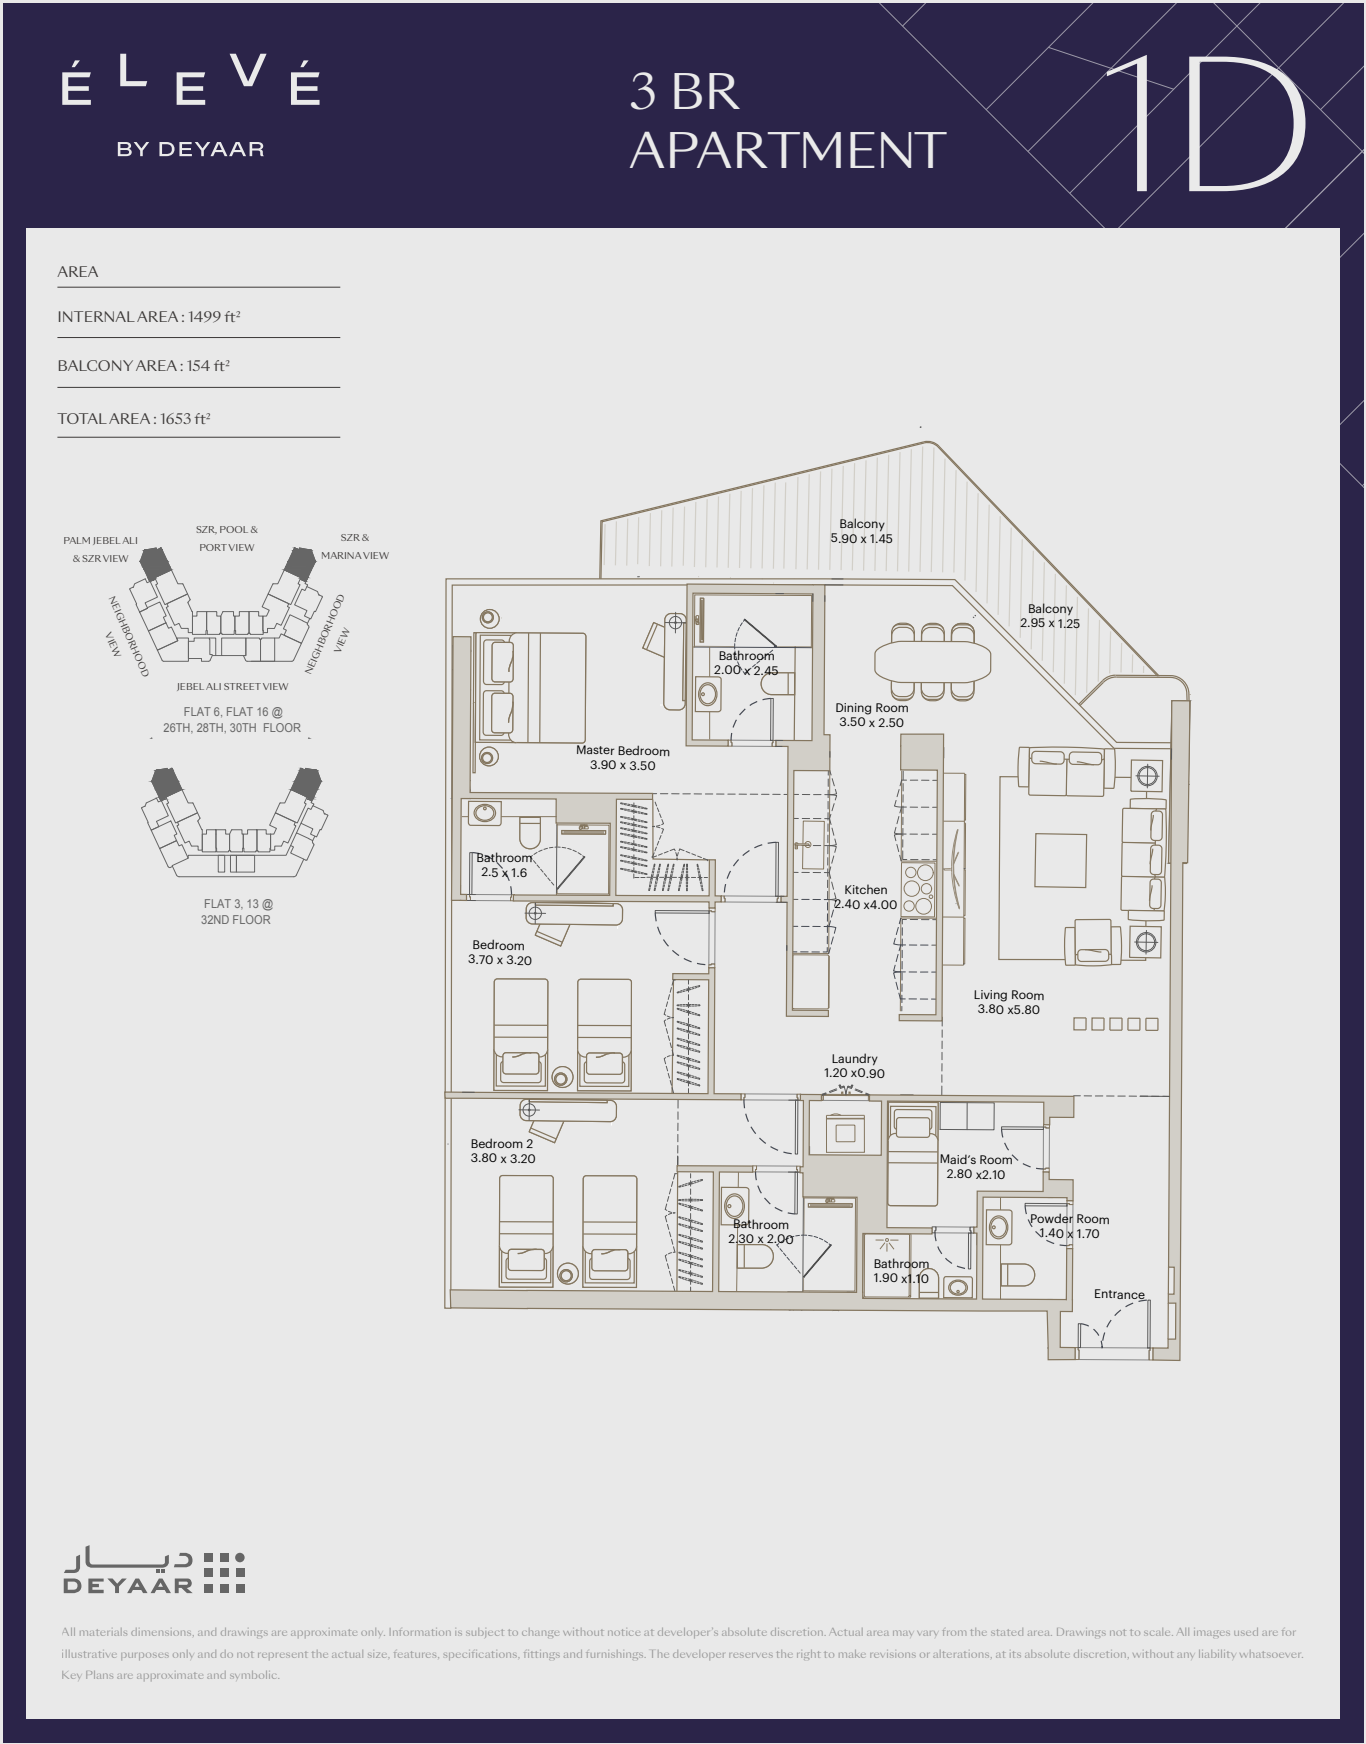 ÉLEVÉ
BY DEYAAR
3 BR
APARTMENT
1D
AREA
INTERNAL AREA : 1499 ft²
BALCONY AREA : 154 ft²
TOTAL AREA : 1653 ft²
PALM JEBEL ALI
& SZR VIEW
SZR, POOL &
PORT VIEW
SZR &
MARINA VIEW
NEIGHBORHOOD
VIEW
NEIGHBORHOOD
VIEW
JEBEL ALI STREET VIEW
FLAT 6, FLAT 16 @
26TH, 28TH, 30TH FLOOR
FLAT 3, 13 @
32ND FLOOR
Balcony
5.90 x 1.45
Balcony
2.95 x 1.25
Bathroom
2.00 x 2.45
Dining Room
3.50 x 2.50
Master Bedroom
3.90 x 3.50
Bathroom
2.5 x 1.6
Kitchen
2.40 x4.00
Bedroom
3.70 x 3.20
Living Room
3.80 x5.80
Laundry
1.20 x0.90
Bedroom 2
3.80 x 3.20
Maid's Room
2.80 x2.10
Bathroom
2.30 x 2.00
Powder Room
1.40 x 1.70
Bathroom
1.90 x1.10
Entrance
ديار
DEYAAR
All materials dimensions, and drawings are approximate only. Information is subject to change without notice at developer's absolute discretion. Actual area may vary from the stated area. Drawings not to scale. All images used are for
illustrative purposes only and do not represent the actual size, features, specifications, fittings and furnishings. The developer reserves the right to make revisions or alterations, at its absolute discretion, without any liability whatsoever.
Key Plans are approximate and symbolic.